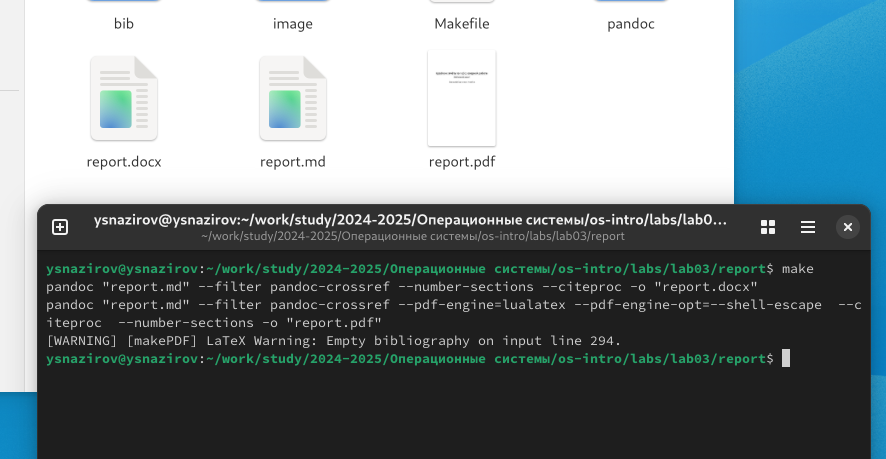 bib
image
Makefile
pandoc
report.docx
report.md
report.pdf
ysnazirov@ysnazirov:~/work/study/2024-2025/Операционные системы/os-intro/labs/lab0…
~/work/study/2024-2025/Операционные системы/os-intro/labs/lab03/report
ysnazirov@ysnazirov:~/work/study/2024-2025/Операционные системы/os-intro/labs/lab03/report$ make
pandoc "report.md" --filter pandoc-crossref --number-sections --citeproc -o "report.docx"
pandoc "report.md" --filter pandoc-crossref --pdf-engine=lualatex --pdf-engine-opt=--shell-escape  --c
iteproc  --number-sections -o "report.pdf"
[WARNING] [makePDF] LaTeX Warning: Empty bibliography on input line 294.
ysnazirov@ysnazirov:~/work/study/2024-2025/Операционные системы/os-intro/labs/lab03/report$